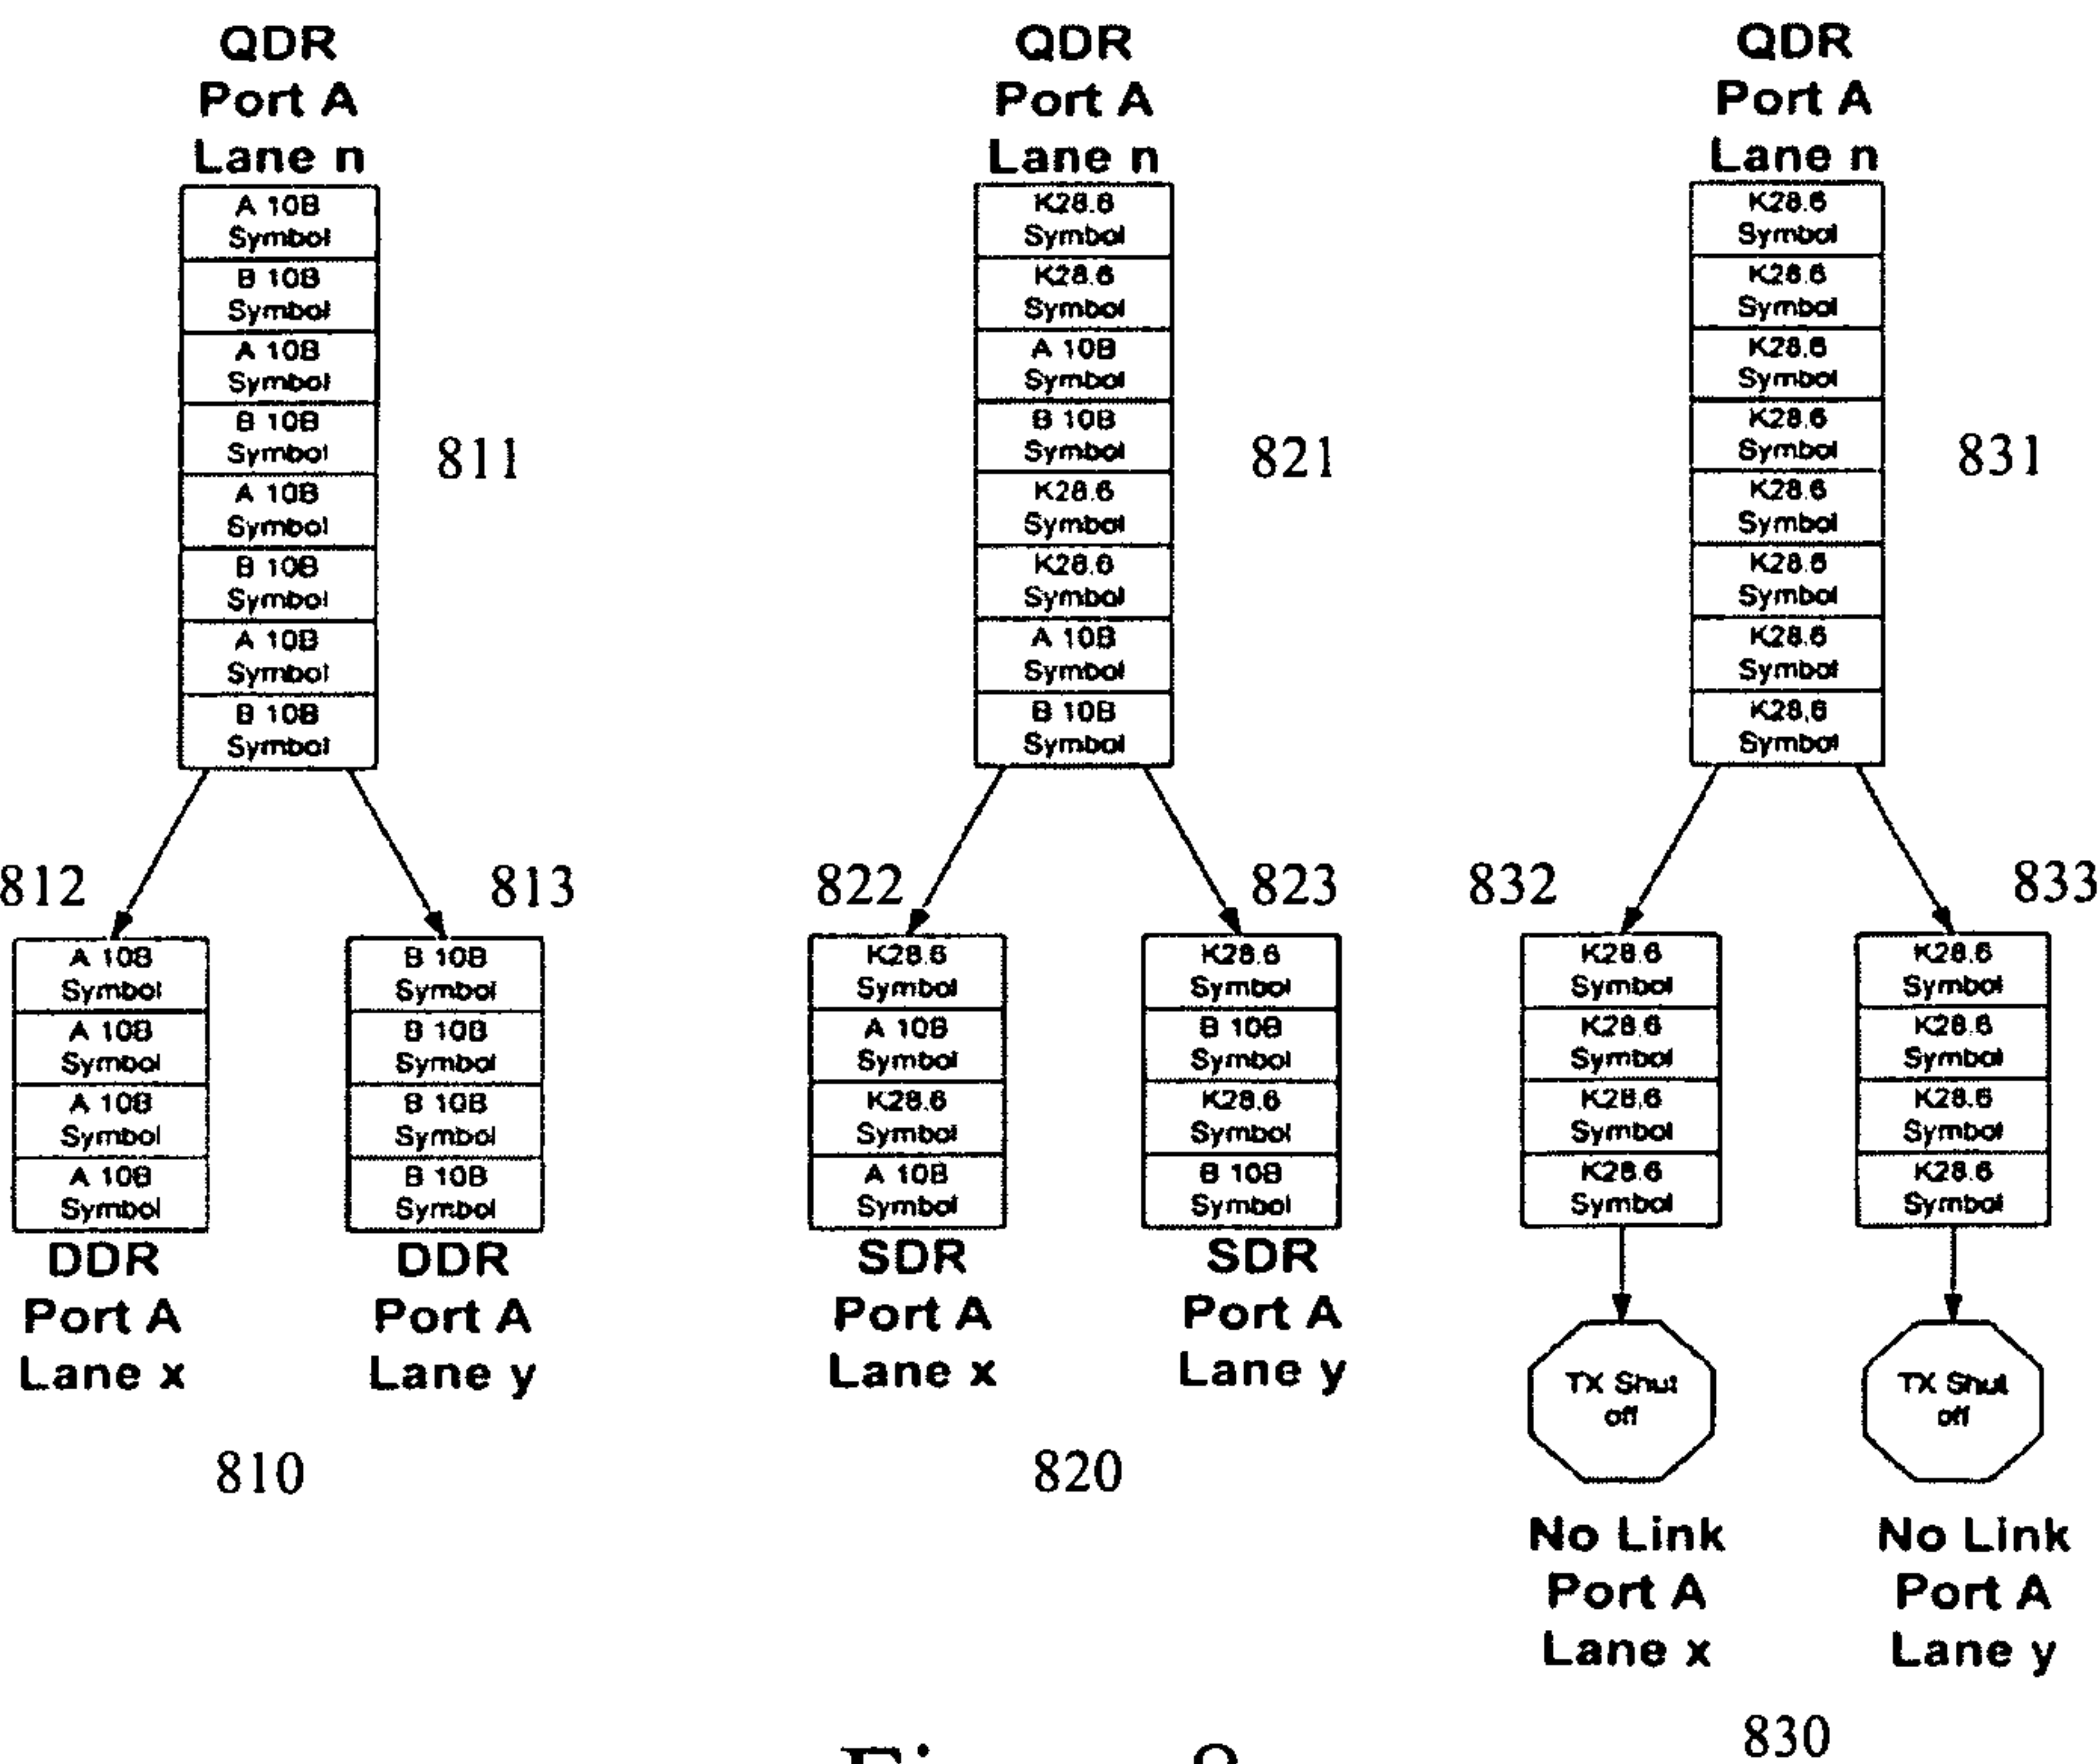 QDR
Port A
Lane n
A 10B
Symbol
B 10B
Symbol
A 10B
Symbol
B 10B
Symbol
A 10B
Symbol
B 10B
Symbol
A 10B
Symbol
B 10B
Symbol
811
812
813
A 10B
Symbol
A 10B
Symbol
A 10B
Symbol
A 10B
Symbol
DDR
Port A
Lane x
B 10B
Symbol
B 10B
Symbol
B 10B
Symbol
B 10B
Symbol
DDR
Port A
Lane y
810
QDR
Port A
Lane n
K28.6
Symbol
K28.6
Symbol
A 10B
Symbol
B 10B
Symbol
K28.6
Symbol
K28.6
Symbol
A 10B
Symbol
B 10B
Symbol
821
822
823
K28.6
Symbol
A 10B
Symbol
K28.6
Symbol
A 10B
Symbol
SDR
Port A
Lane x
K28.6
Symbol
B 10B
Symbol
K28.6
Symbol
B 10B
Symbol
SDR
Port A
Lane y
820
QDR
Port A
Lane n
K28.6
Symbol
K28.6
Symbol
K28.6
Symbol
K28.6
Symbol
K28.6
Symbol
K28.6
Symbol
K28.6
Symbol
K28.6
Symbol
831
832
833
K28.6
Symbol
K28.6
Symbol
K28.6
Symbol
K28.6
Symbol
TX Shut
off
No Link
Port A
Lane x
K28.6
Symbol
K28.6
Symbol
K28.6
Symbol
K28.6
Symbol
TX Shut
off
No Link
Port A
Lane y
830